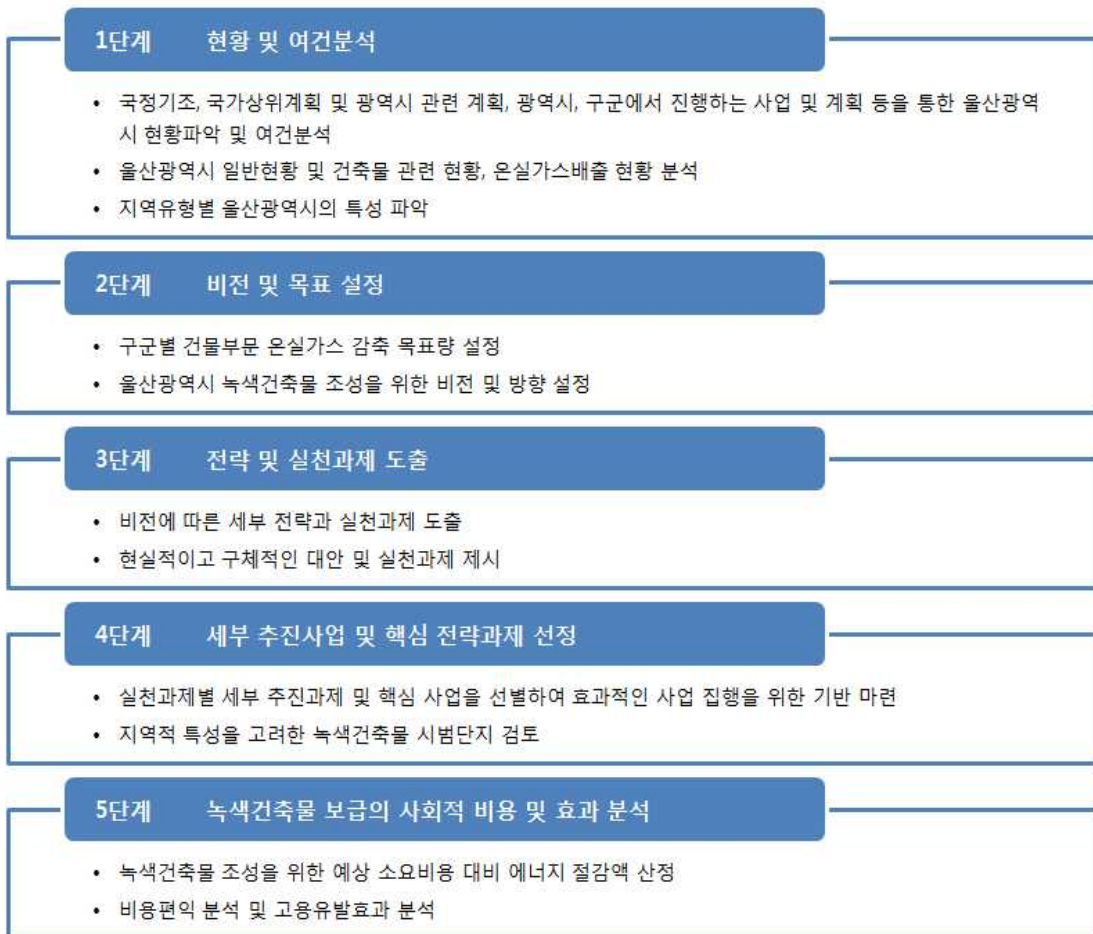 1단계 현황 및 여건분석
• 국정기조, 국가상위계획 및 광역시 관련 계획, 광역시, 구군에서 진행하는 사업 및 계획 등을 통한 울산광역
시 현황파악 및 여건분석
• 울산광역시 일반현황 및 건축물 관련 현황, 온실가스배출 현황 분석
• 지역유형별 울산광역시의 특성 파악
2단계 비전 및 목표 설정
• 구군별 건물부문 온실가스 감축 목표량 설정
• 울산광역시 녹색건축물 조성을 위한 비전 및 방향 설정
3단계 전략 및 실천과제 도출
• 비전에 따른 세부 전략과 실천과제 도출
• 현실적이고 구체적인 대안 및 실천과제 제시
4단계 세부 추진사업 및 핵심 전략과제 선정
• 실천과제별 세부 추진과제 및 핵심 사업을 선별하여 효과적인 사업 집행을 위한 기반 마련
• 지역적 특성을 고려한 녹색건축물 시범단지 검토
5단계 녹색건축물 보급의 사회적 비용 및 효과 분석
• 녹색건축물 조성을 위한 예상 소요비용 대비 에너지 절감액 산정
• 비용편익 분석 및 고용유발효과 분석